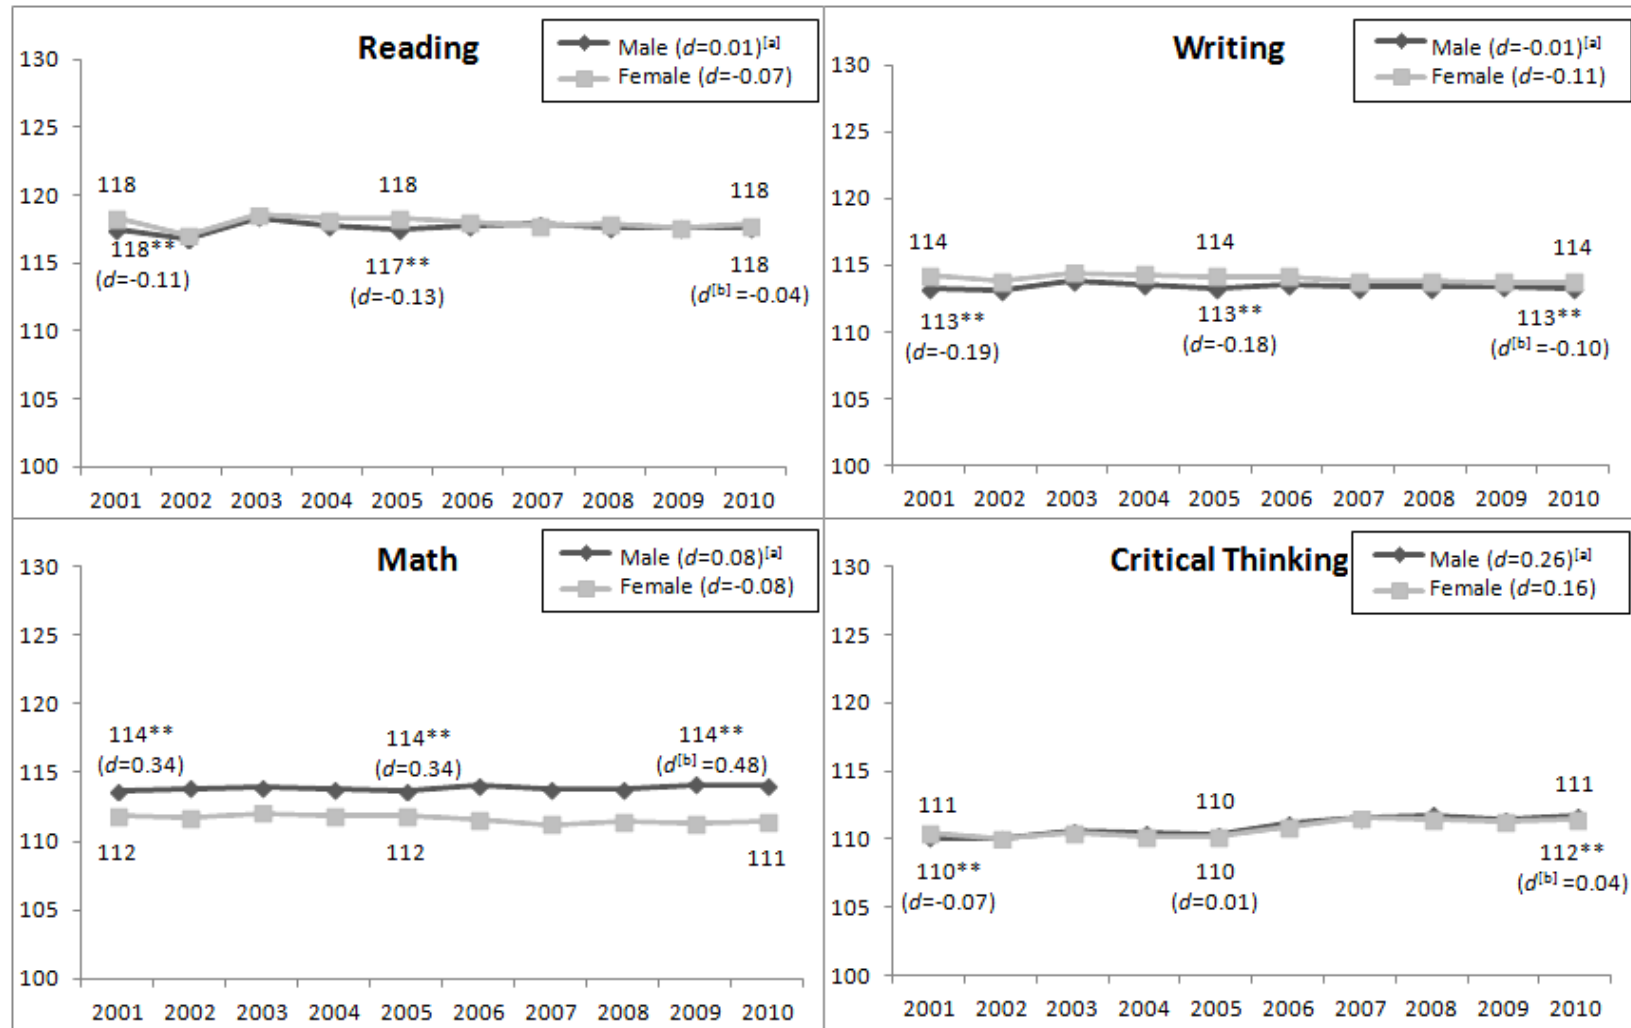 Reading
Male (d=0.01)[a]
Female (d=-0.07)
130
125
120
115
110
105
100
118
118
118
118**
(d=-0.11)
117**
(d=-0.13)
118
(d[b] =-0.04)
2001 2002 2003 2004 2005 2006 2007 2008 2009 2010
Writing
Male (d=-0.01)[a]
Female (d=-0.11)
130
125
120
115
110
105
100
114
114
114
113**
(d=-0.19)
113**
(d=-0.18)
113**
(d[b] =-0.10)
2001 2002 2003 2004 2005 2006 2007 2008 2009 2010
Math
Male (d=0.08)[a]
Female (d=-0.08)
130
125
120
115
110
105
100
114**
(d=0.34)
114**
(d=0.34)
114**
(d[b] =0.48)
112
112
111
2001 2002 2003 2004 2005 2006 2007 2008 2009 2010
Critical Thinking
Male (d=0.26)[a]
Female (d=0.16)
130
125
120
115
110
105
100
111
110
111
110**
(d=-0.07)
110
(d=0.01)
112**
(d[b] =0.04)
2001 2002 2003 2004 2005 2006 2007 2008 2009 2010